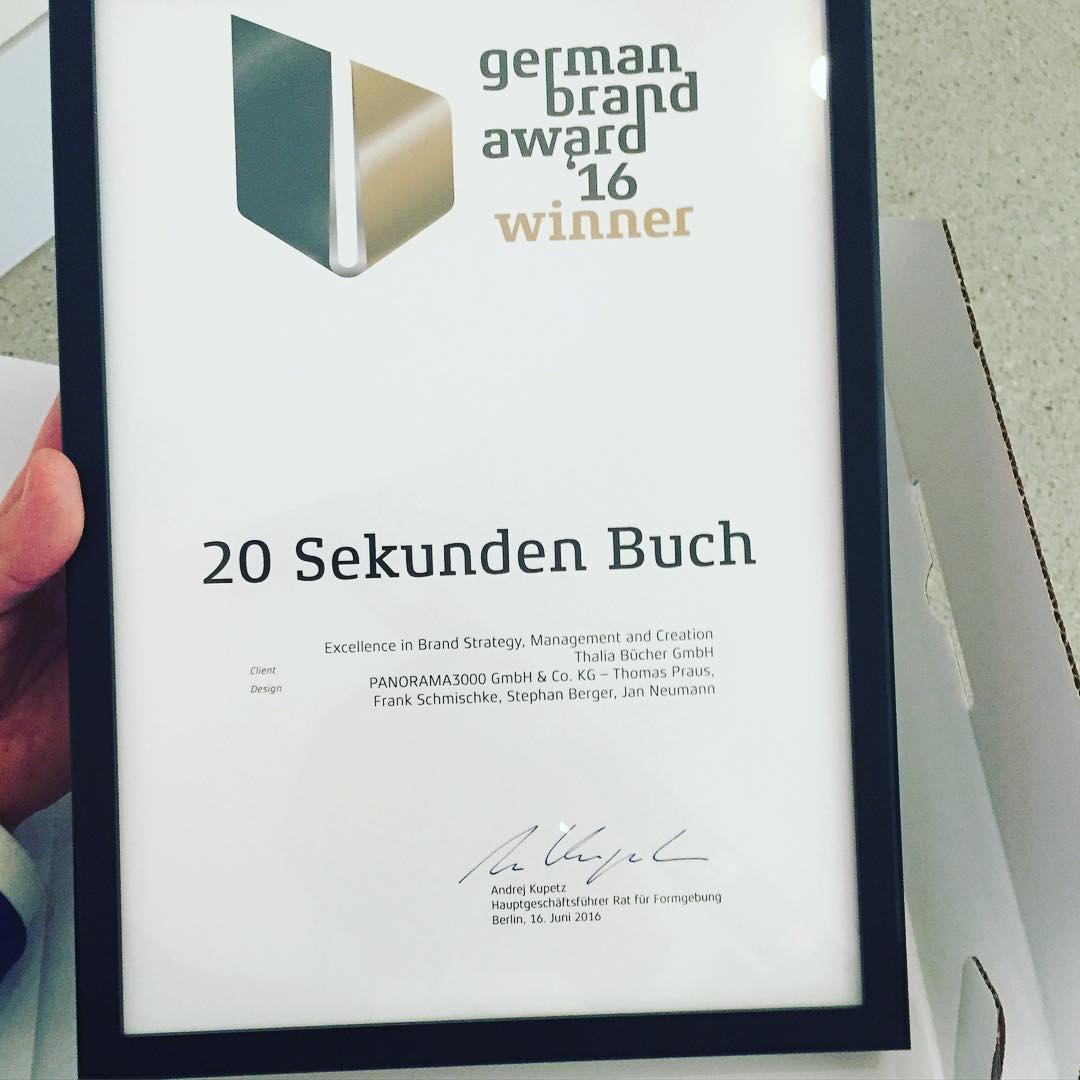 german
brand
award
'16
winner
20 Sekunden Buch
Excellence in Brand Strategy, Management and Creation
Client Thalia Bücher GmbH
Design PANORAMA3000 GmbH & Co. KG – Thomas Praus,
Frank Schmischke, Stephan Berger, Jan Neumann
Andrej Kupetz
Hauptgeschäftsführer Rat für Formgebung
Berlin, 16. Juni 2016